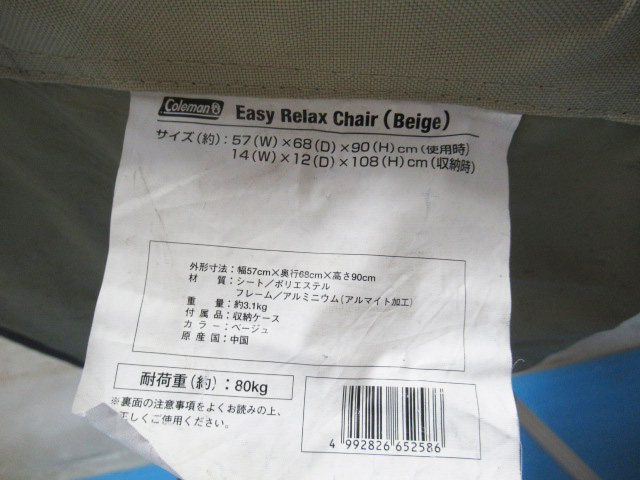 Coleman Easy Relax Chair (Beige)
サイズ(約):57(W)×68(D)×90(H)cm(使用時)
14(W)×12(D)×108(H)cm(収納時)
外形寸法:幅57cm×奥行68cm×高さ90cm
材 質:シート/ポリエステル
フレーム/アルミニウム(アルマイト加工)
重 量:約3.1kg
付 属 品:収納ケース
カ ラ ー:ベージュ
原 産 国:中国
耐荷重(約):80kg
※裏面の注意事項をよくお読みの上、
正しくご使用ください。
4 992826 652586